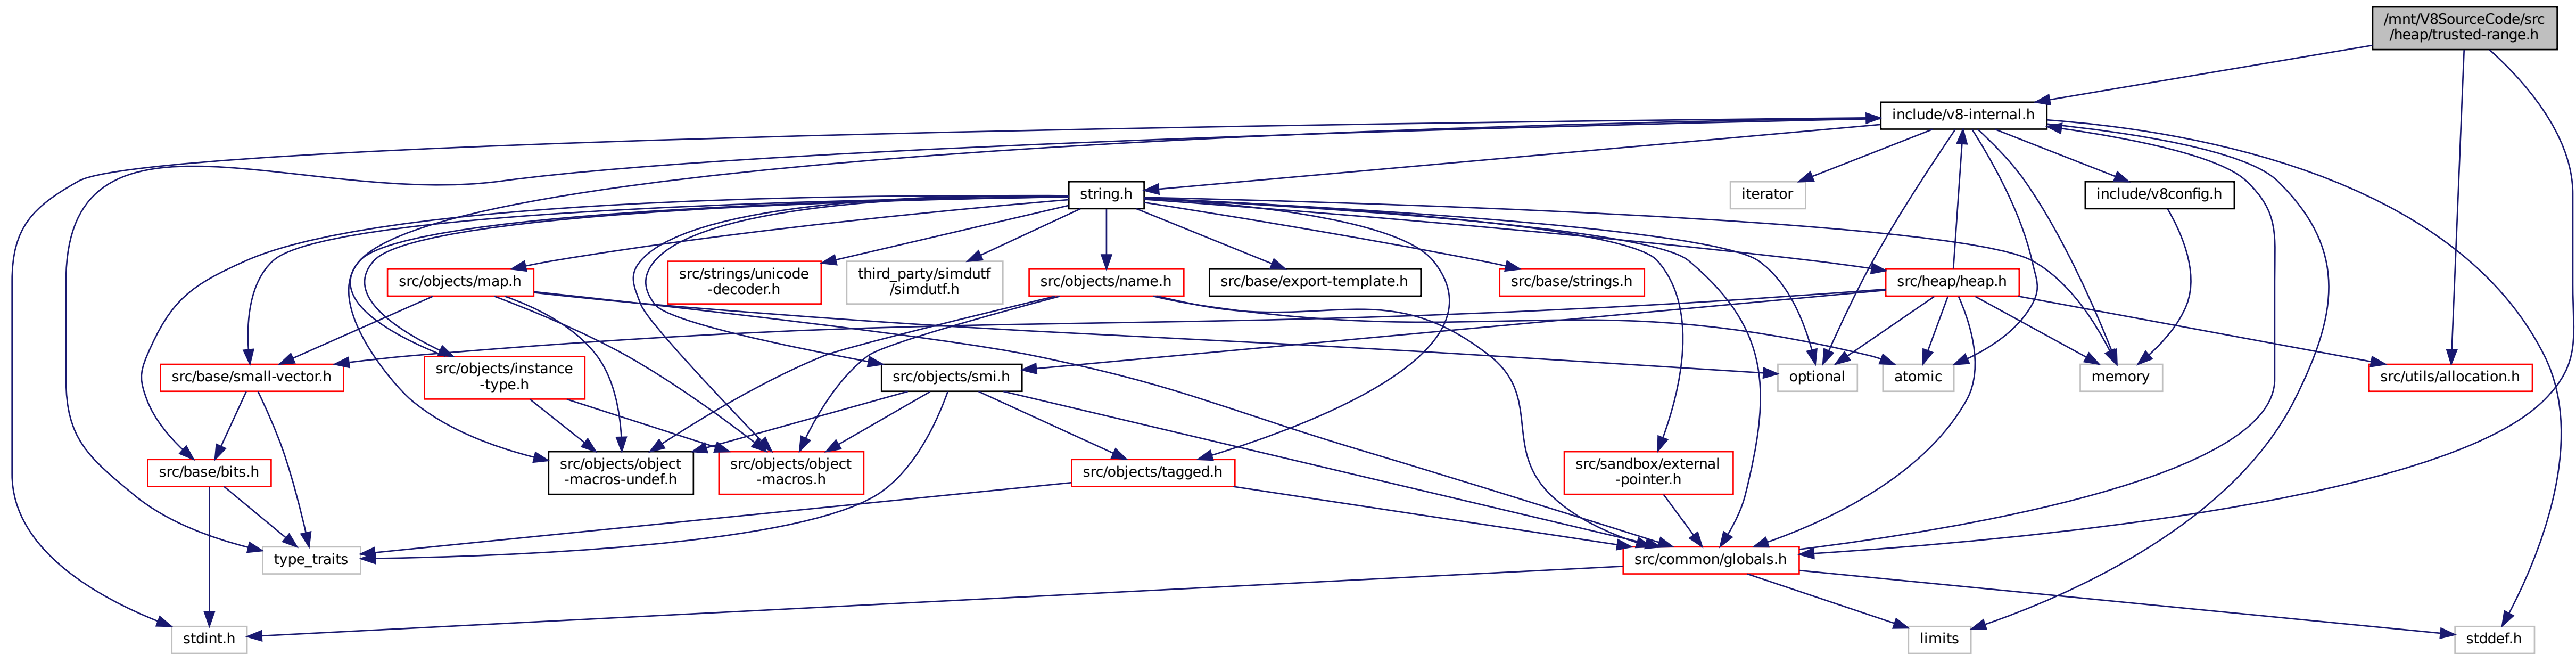 /mnt/V8SourceCode/src
/heap/trusted-range.h
include/v8-internal.h
string.h
iterator
include/v8config.h
src/objects/map.h
src/strings/unicode
-decoder.h
third_party/simdutf
/simdutf.h
src/objects/name.h
src/base/export-template.h
src/base/strings.h
src/heap/heap.h
src/base/small-vector.h
src/objects/instance
-type.h
src/objects/smi.h
optional
atomic
memory
src/utils/allocation.h
src/base/bits.h
src/objects/object
-macros-undef.h
src/objects/object
-macros.h
src/objects/tagged.h
src/sandbox/external
-pointer.h
type_traits
src/common/globals.h
stdint.h
limits
stddef.h